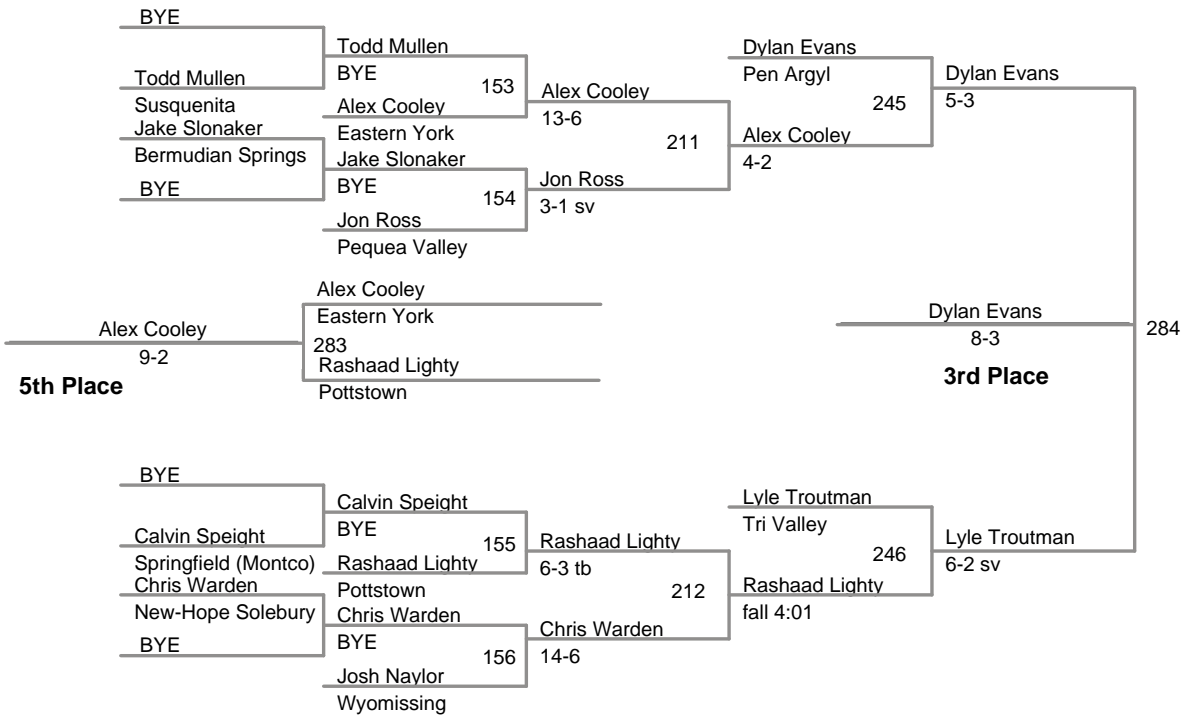 BYE
Todd Mullen
Dylan Evans
BYE
Pen Argyl
Todd Mullen
153
Alex Cooley
245
Dylan Evans
5-3
Susquenita
Alex Cooley
13-6
Jake Slonaker
Eastern York
211
Alex Cooley
Bermudian Springs
Jake Slonaker
4-2
BYE
BYE
154
Jon Ross
3-1 sv
Jon Ross
Pequea Valley
Alex Cooley
Eastern York
Dylan Evans
Alex Cooley
283
8-3
284
9-2
Rashaad Lighty
5th Place
Pottstown
3rd Place
BYE
Calvin Speight
Lyle Troutman
BYE
Tri Valley
Calvin Speight
155
Rashaad Lighty
246
Lyle Troutman
Springfield (Montco)
Rashaad Lighty
6-3 tb
6-2 sv
Chris Warden
Pottstown
212
Rashaad Lighty
New-Hope Solebury
Chris Warden
fall 4:01
BYE
BYE
156
Chris Warden
14-6
Josh Naylor
Wyomissing